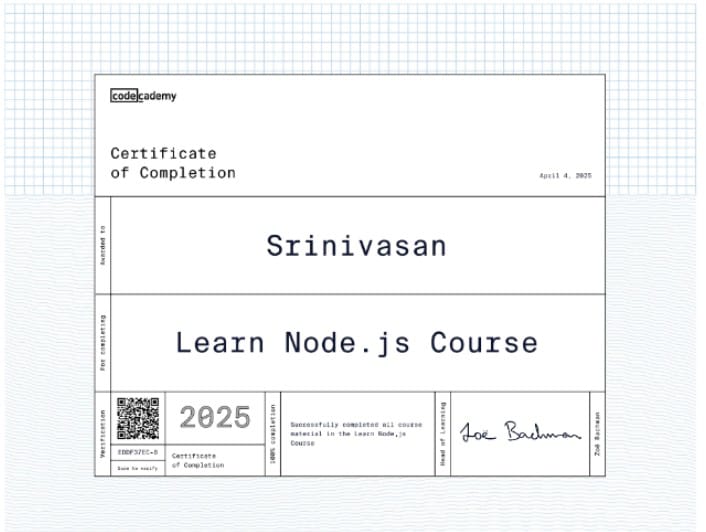 codecademy
Certificate
of Completion
April 4, 2025
Awarded to
Srinivasan
For completing
Learn Node.js Course
Verification
EDDF37EC-8
Scan to verify
2025
Certificate
of Completion
100% completion
Successfully completed all course
material in the Learn Node.js
Course
Head of Learning
Zoë Bachman
Zoë Bachman